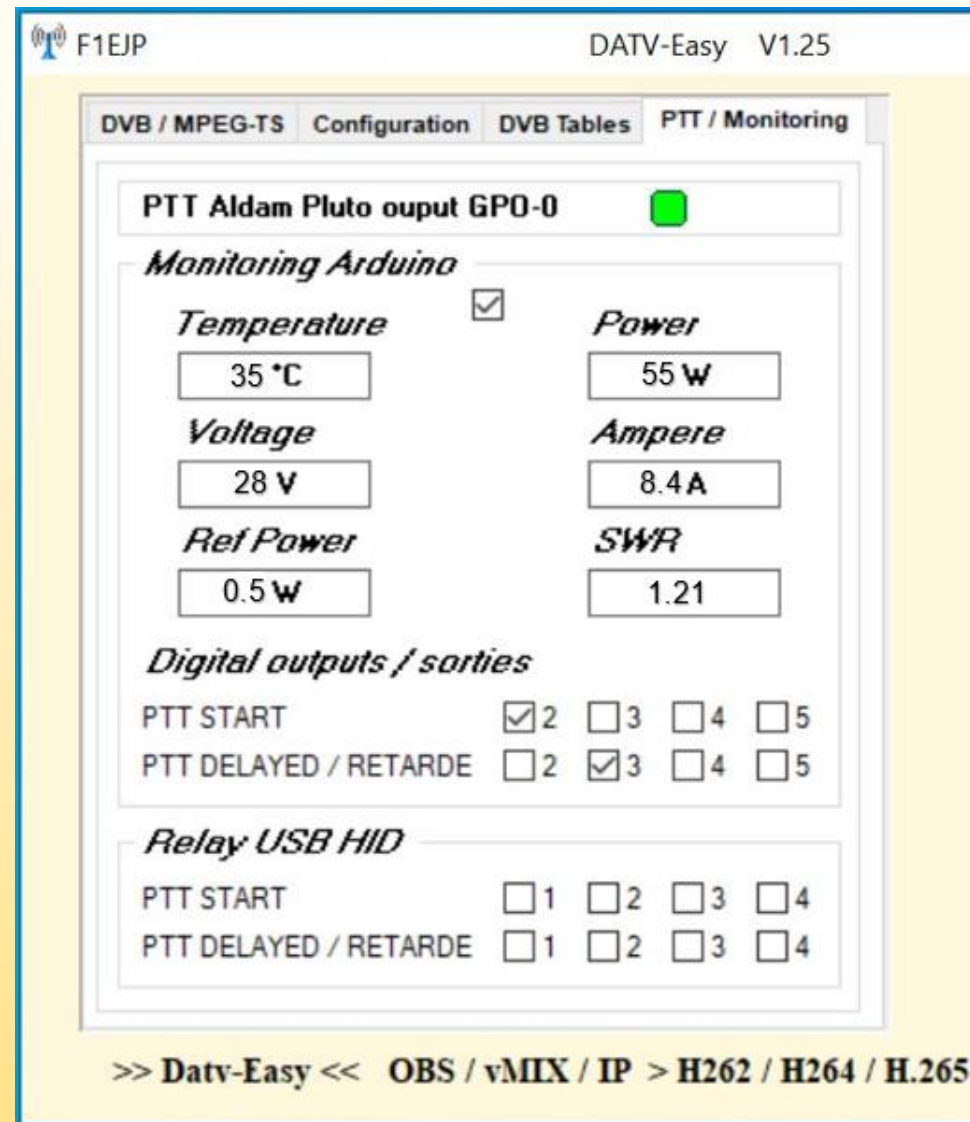 F1EJP DATV-Easy V1.25
DVB / MPEG-TS Configuration DVB Tables PTT / Monitoring
PTT Aldam Pluto ouput GPO-0
Monitoring Arduino
Temperature Power
35 °C 55 W
Voltage Ampere
28 V 8.4 A
Ref Power SWR
0.5 W 1.21
Digital outputs / sorties
PTT START 2 3 4 5
PTT DELAYED / RETARDE 2 3 4 5
Relay USB HID
PTT START 1 2 3 4
PTT DELAYED / RETARDE 1 2 3 4
>> Datv-Easy << OBS / vMIX / IP > H262 / H264 / H.265